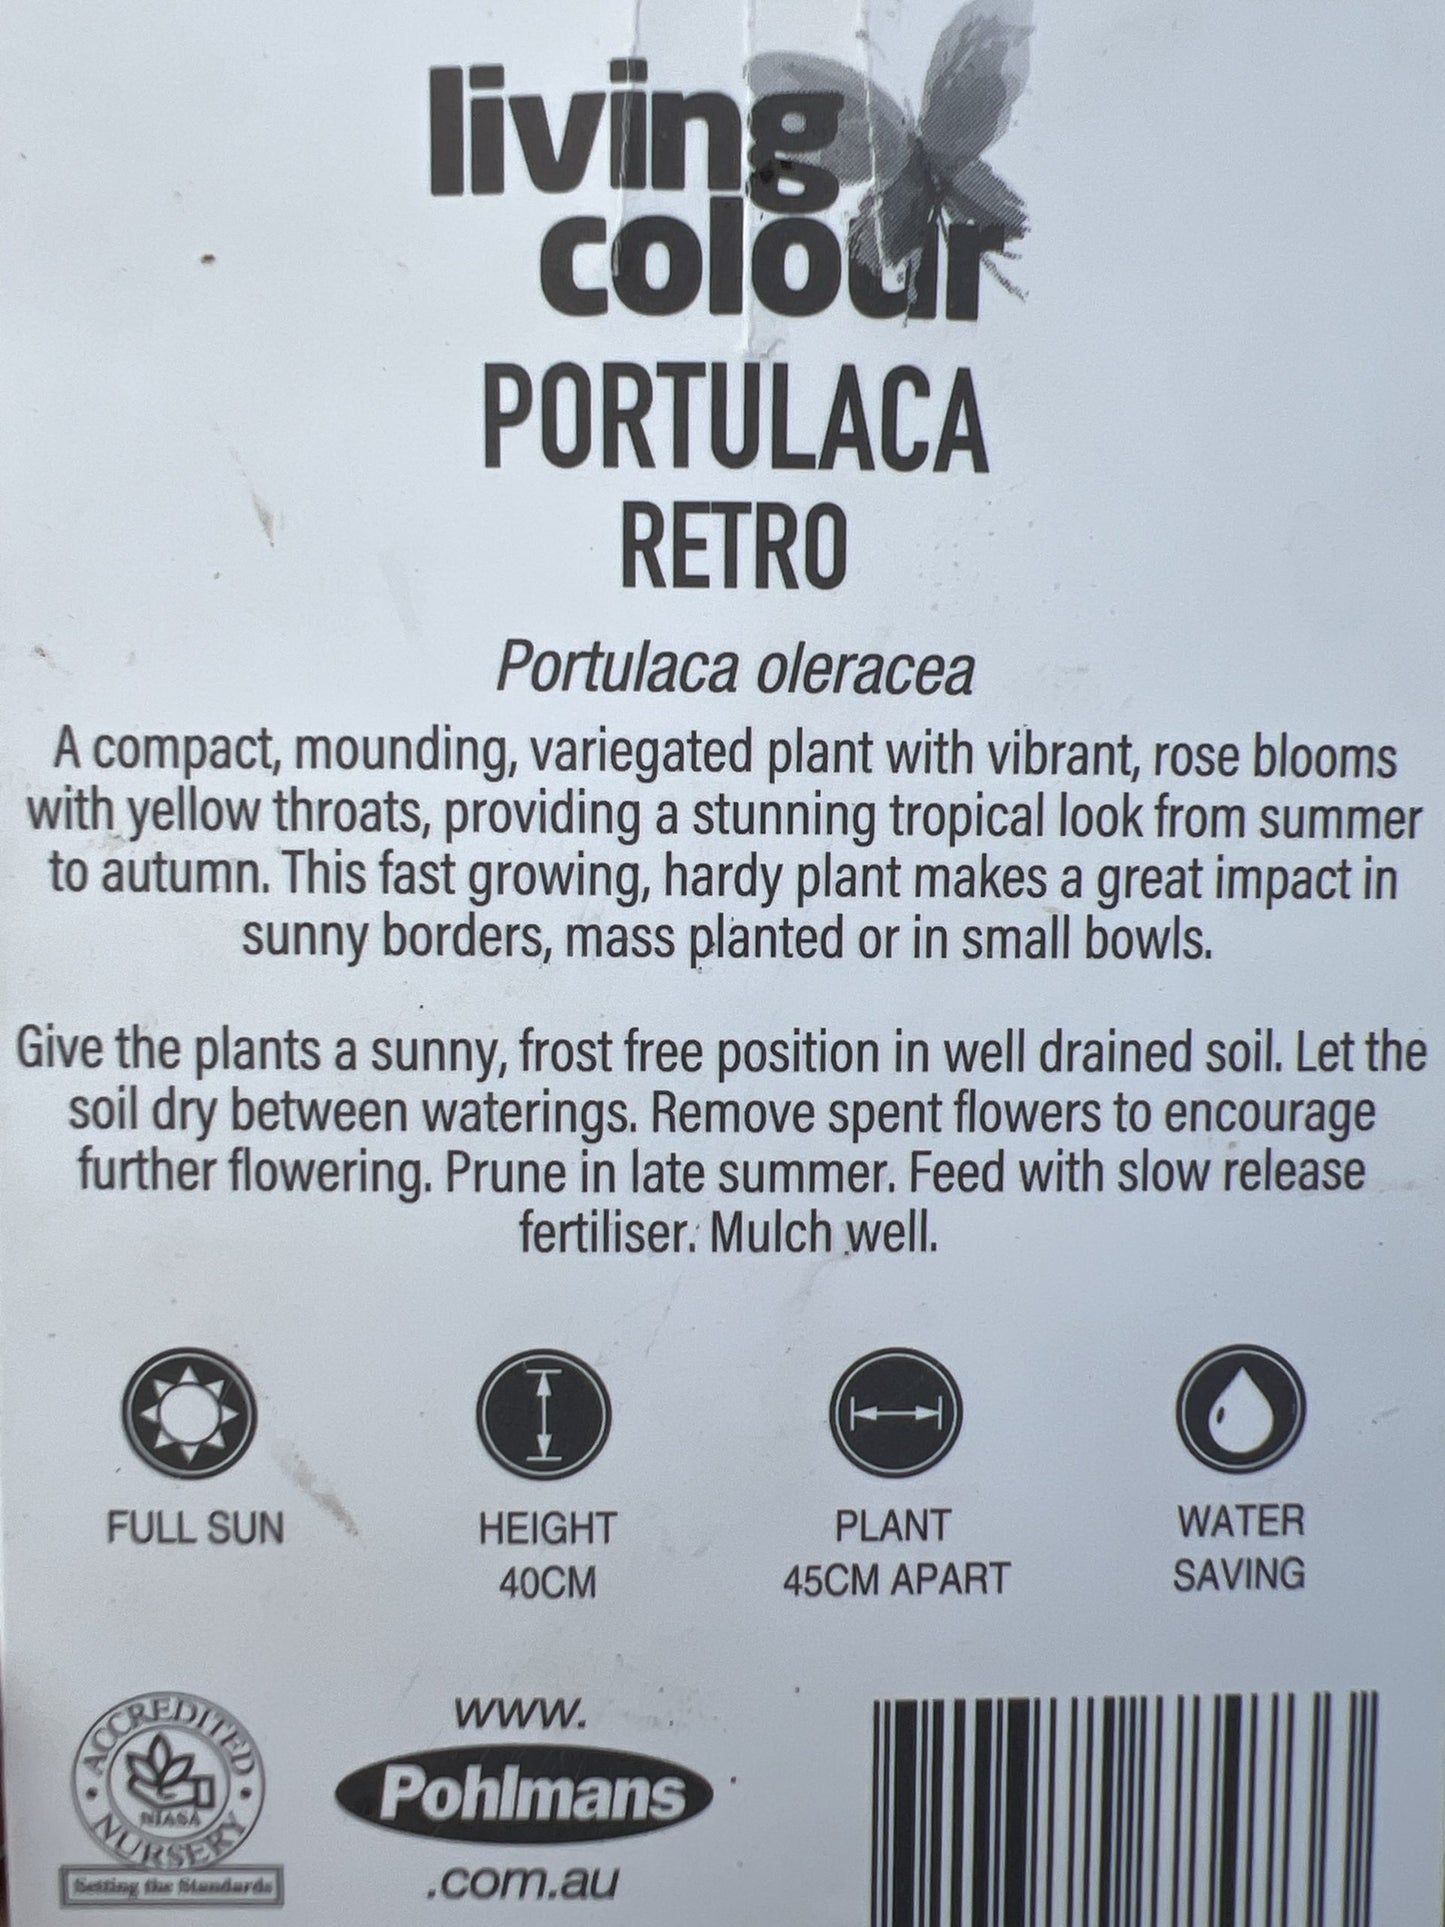 living
colour
PORTULACA
RETRO
Portulaca oleracea
A compact, mounding, variegated plant with vibrant, rose blooms
with yellow throats, providing a stunning tropical look from summer
to autumn. This fast growing, hardy plant makes a great impact in
sunny borders, mass planted or in small bowls.
Give the plants a sunny, frost free position in well drained soil. Let the
soil dry between waterings. Remove spent flowers to encourage
further flowering. Prune in late summer. Feed with slow release
fertiliser. Mulch well.
FULL SUN
HEIGHT
40CM
PLANT
45CM APART
WATER
SAVING
ACCREDITED
NIASA
NURSERY
Setting the Standards
www.
Pohlmans
.com.au